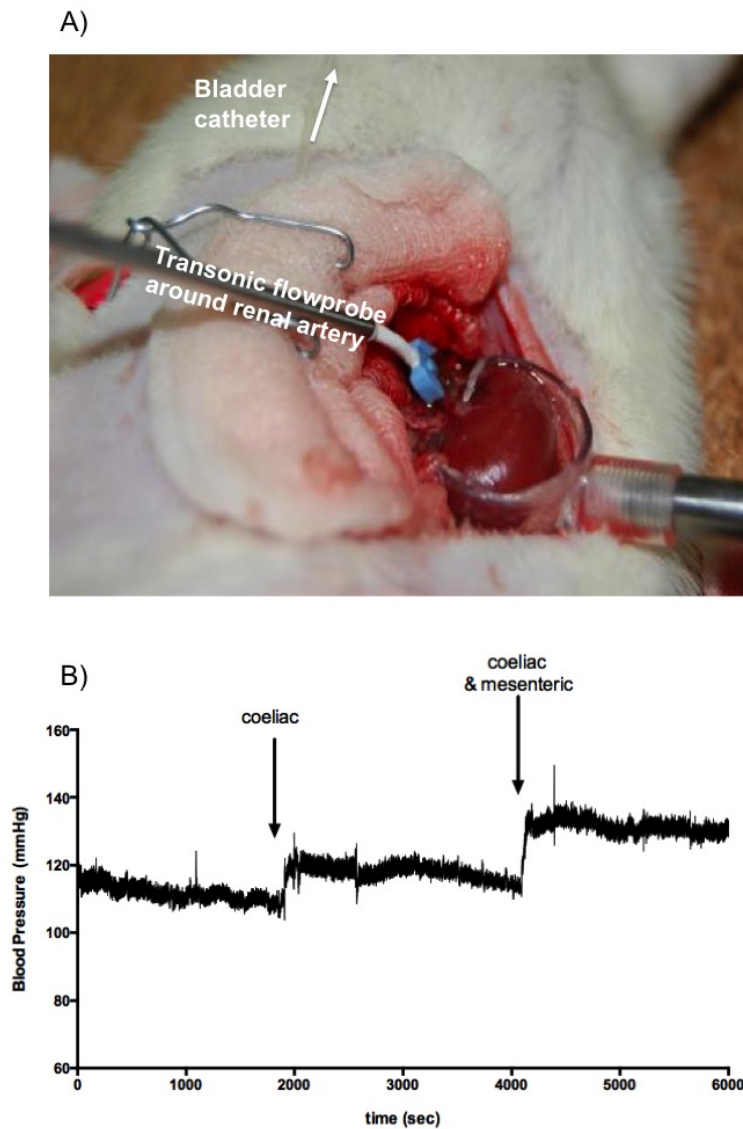 A)
Bladder
catheter
Transonic flowprobe
around renal artery
B)
coeliac
coeliac
& mesenteric
160
140
120
100
80
60
Blood Pressure (mmHg)
0
1000
2000
3000
4000
5000
6000
time (sec)